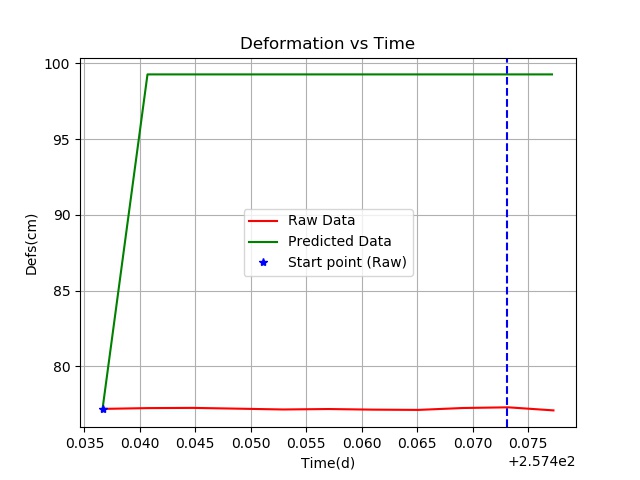 Deformation vs Time
100
95
90
85
80
Defs(cm)
Raw Data
Predicted Data
Start point (Raw)
0.035 0.040 0.045 0.050 0.055 0.060 0.065 0.070 0.075
Time(d)
+2.574e2